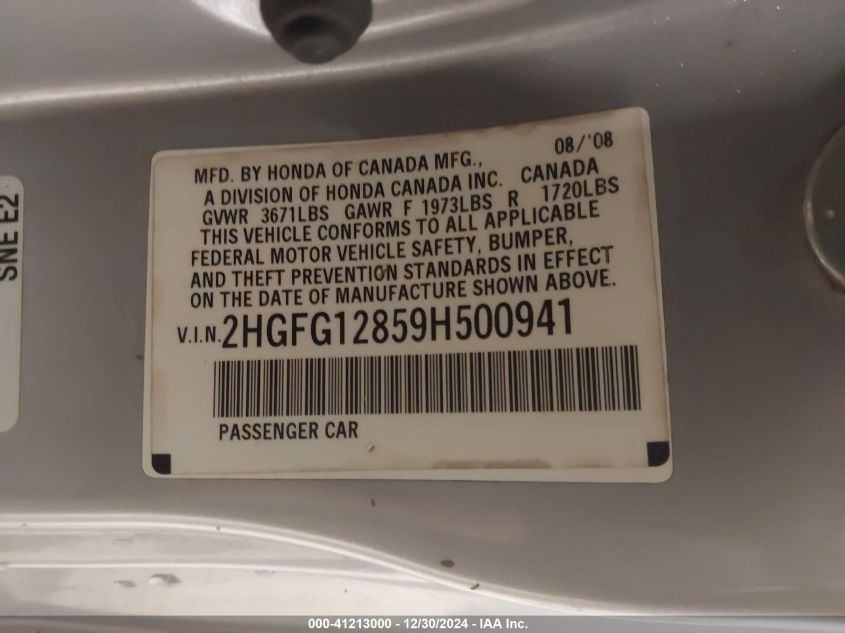 08/'08
MFD. BY HONDA OF CANADA MFG.,
A DIVISION OF HONDA CANADA INC. CANADA
GVWR 3671LBS GAWR F 1973LBS R 1720LBS
THIS VEHICLE CONFORMS TO ALL APPLICABLE
FEDERAL MOTOR VEHICLE SAFETY, BUMPER,
AND THEFT PREVENTION STANDARDS IN EFFECT
ON THE DATE OF MANUFACTURE SHOWN ABOVE.
V.I.N. 2HGFG12859H500941
PASSENGER CAR
SNE E2
000-41213000 - 12/30/2024 - IAA Inc.